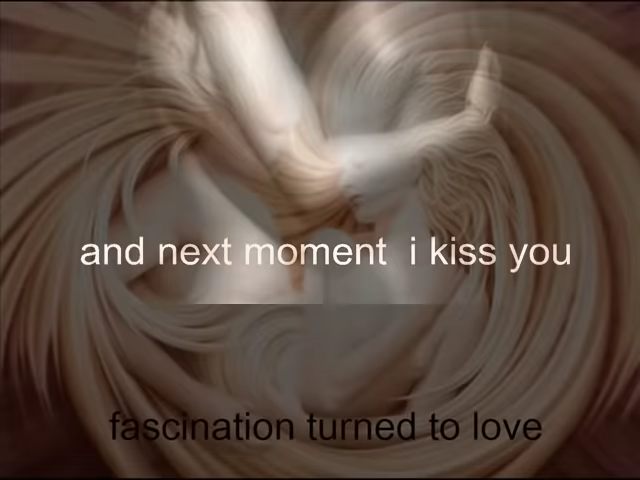 and next moment  i kiss you
fascination turned to love